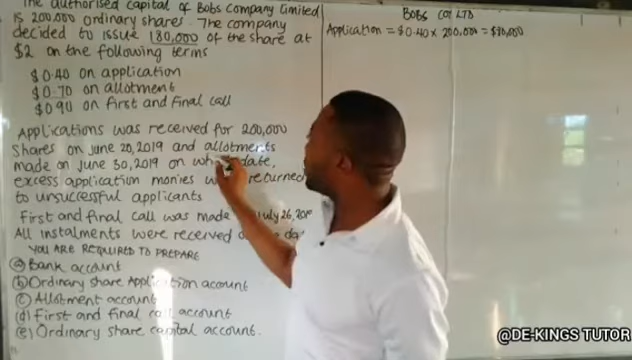 The authorised capital of Bobs Company Limited
is 200,000 ordinary shares. The company
decided to issue 180,000 of the share at
$2 on the following terms
$0.40 on application
$0.70 on allotment
$0.90 on First and Final call
Applications was received for 200,000
shares on June 20, 2019 and allotments
made on June 30, 2019 on date,
excess application monies returned
to unsuccessful applicants
First and final call was made July 26, 2019
All instalments were received
YOU ARE REQUIRED TO PREPARE
(a) Bank account
(b) Ordinary share Application account
(c) Allotment account
(d) First and final call account
(e) Ordinary share capital account.
BOBS CO LTD
Application = $0.40 x 200,000 = $80,000
@DE-KINGS TUTOR